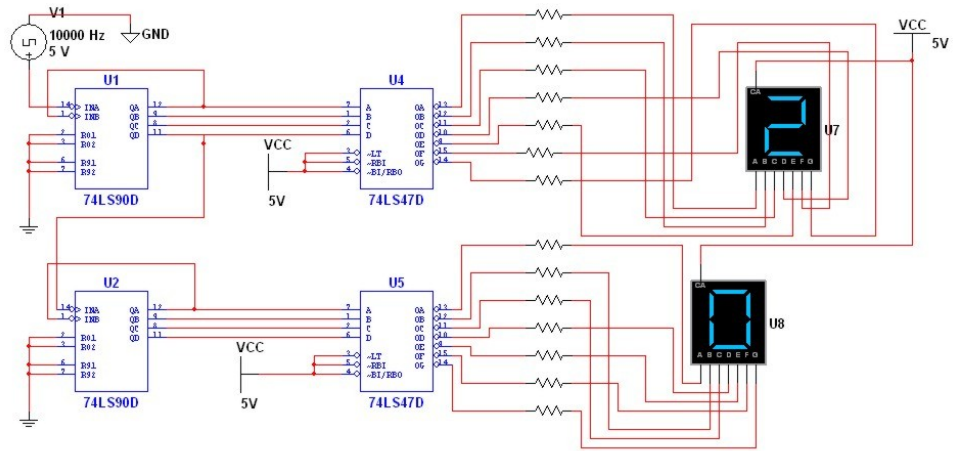 V1
10000 Hz
5 V
GND
VCC
5V
U1
14 INA QA 12
1 INB QB 9
QC 8
2 R01 QD 11
3 R02
6 R91
7 R92
74LS90D
U4
7 A OA 13
1 B OB 12
2 C OC 11
6 D OD 10
OE 9
3 ~LT OF 15
5 ~RBI OG 14
4 ~BI/RBO
74LS47D
VCC
5V
CA
2
A B C D E F G
U7
U2
14 INA QA 12
1 INB QB 9
QC 8
2 R01 QD 11
3 R02
6 R91
7 R92
74LS90D
U5
7 A OA 13
1 B OB 12
2 C OC 11
6 D OD 10
OE 9
3 ~LT OF 15
5 ~RBI OG 14
4 ~BI/RBO
74LS47D
VCC
5V
CA
0
A B C D E F G
U8